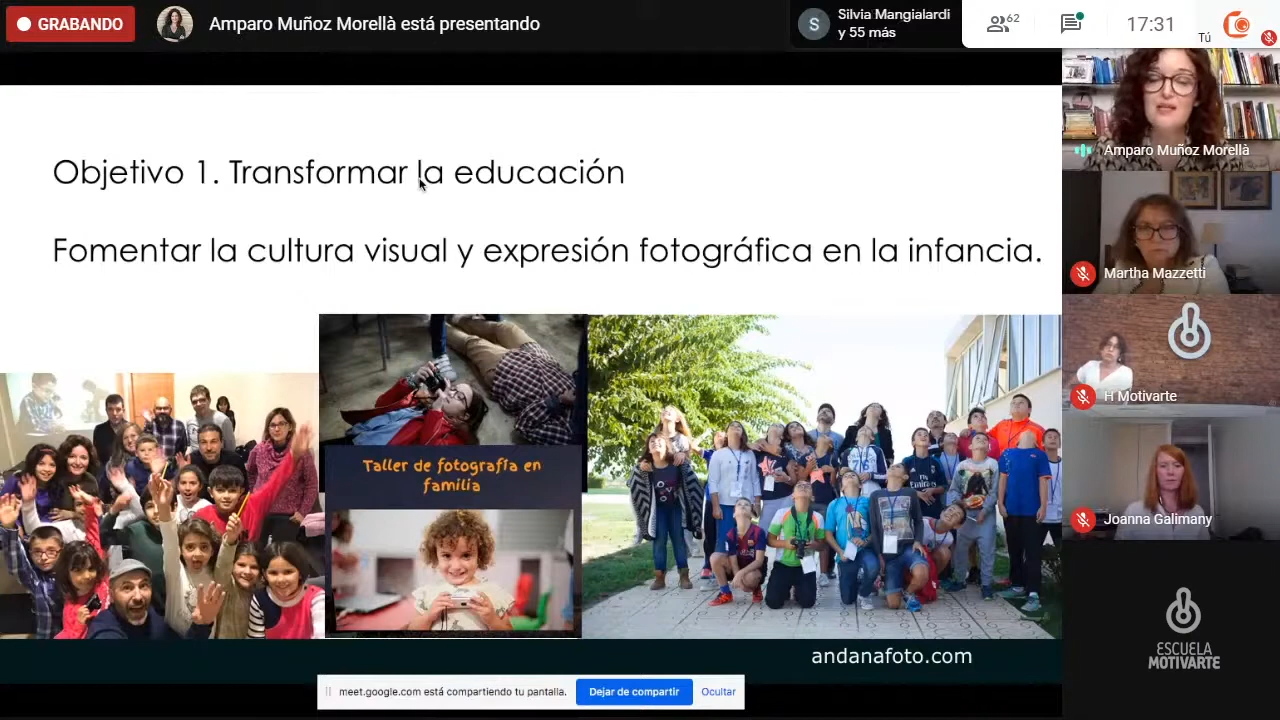 GRABANDO
Amparo Muñoz Morellà está presentando
S
Silvia Mangialardi
y 55 más
62
17:31
Tú
Objetivo 1. Transformar la educación
Fomentar la cultura visual y expresión fotográfica en la infancia.
Taller de fotografía en
familia
andanafoto.com
meet.google.com está compartiendo tu pantalla.
Dejar de compartir
Ocultar
Amparo Muñoz Morellà
Martha Mazzetti
H Motivarte
Joanna Galimany
ESCUELA
MOTIVARTE